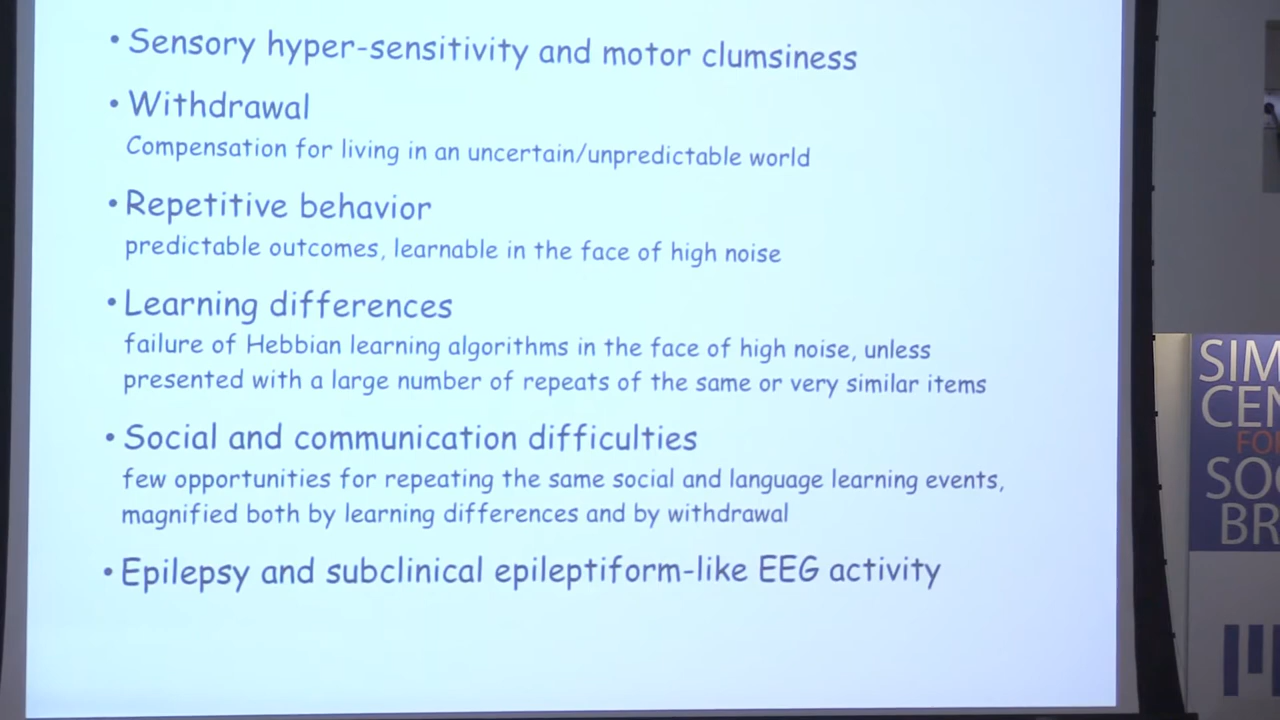 • Sensory hyper-sensitivity and motor clumsiness
• Withdrawal
Compensation for living in an uncertain/unpredictable world
• Repetitive behavior
predictable outcomes, learnable in the face of high noise
• Learning differences
failure of Hebbian learning algorithms in the face of high noise, unless
presented with a large number of repeats of the same or very similar items
• Social and communication difficulties
few opportunities for repeating the same social and language learning events,
magnified both by learning differences and by withdrawal
• Epilepsy and subclinical epileptiform-like EEG activity
SIM
CEN
FO
SO
BR